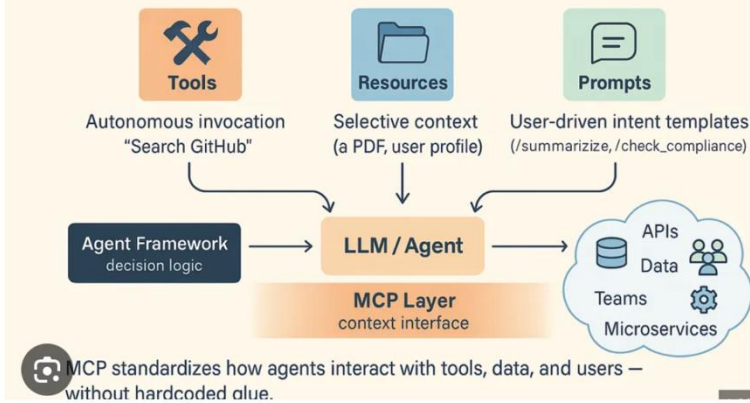 Tools
Resources
Prompts
Autonomous invocation
"Search GitHub"
Selective context
(a PDF, user profile)
User-driven intent templates
(/summarizize, /check_compliance)
Agent Framework
decision logic
LLM / Agent
MCP Layer
context interface
APIs
Data
Teams
Microservices
MCP standardizes how agents interact with tools, data, and users —
without hardcoded glue.